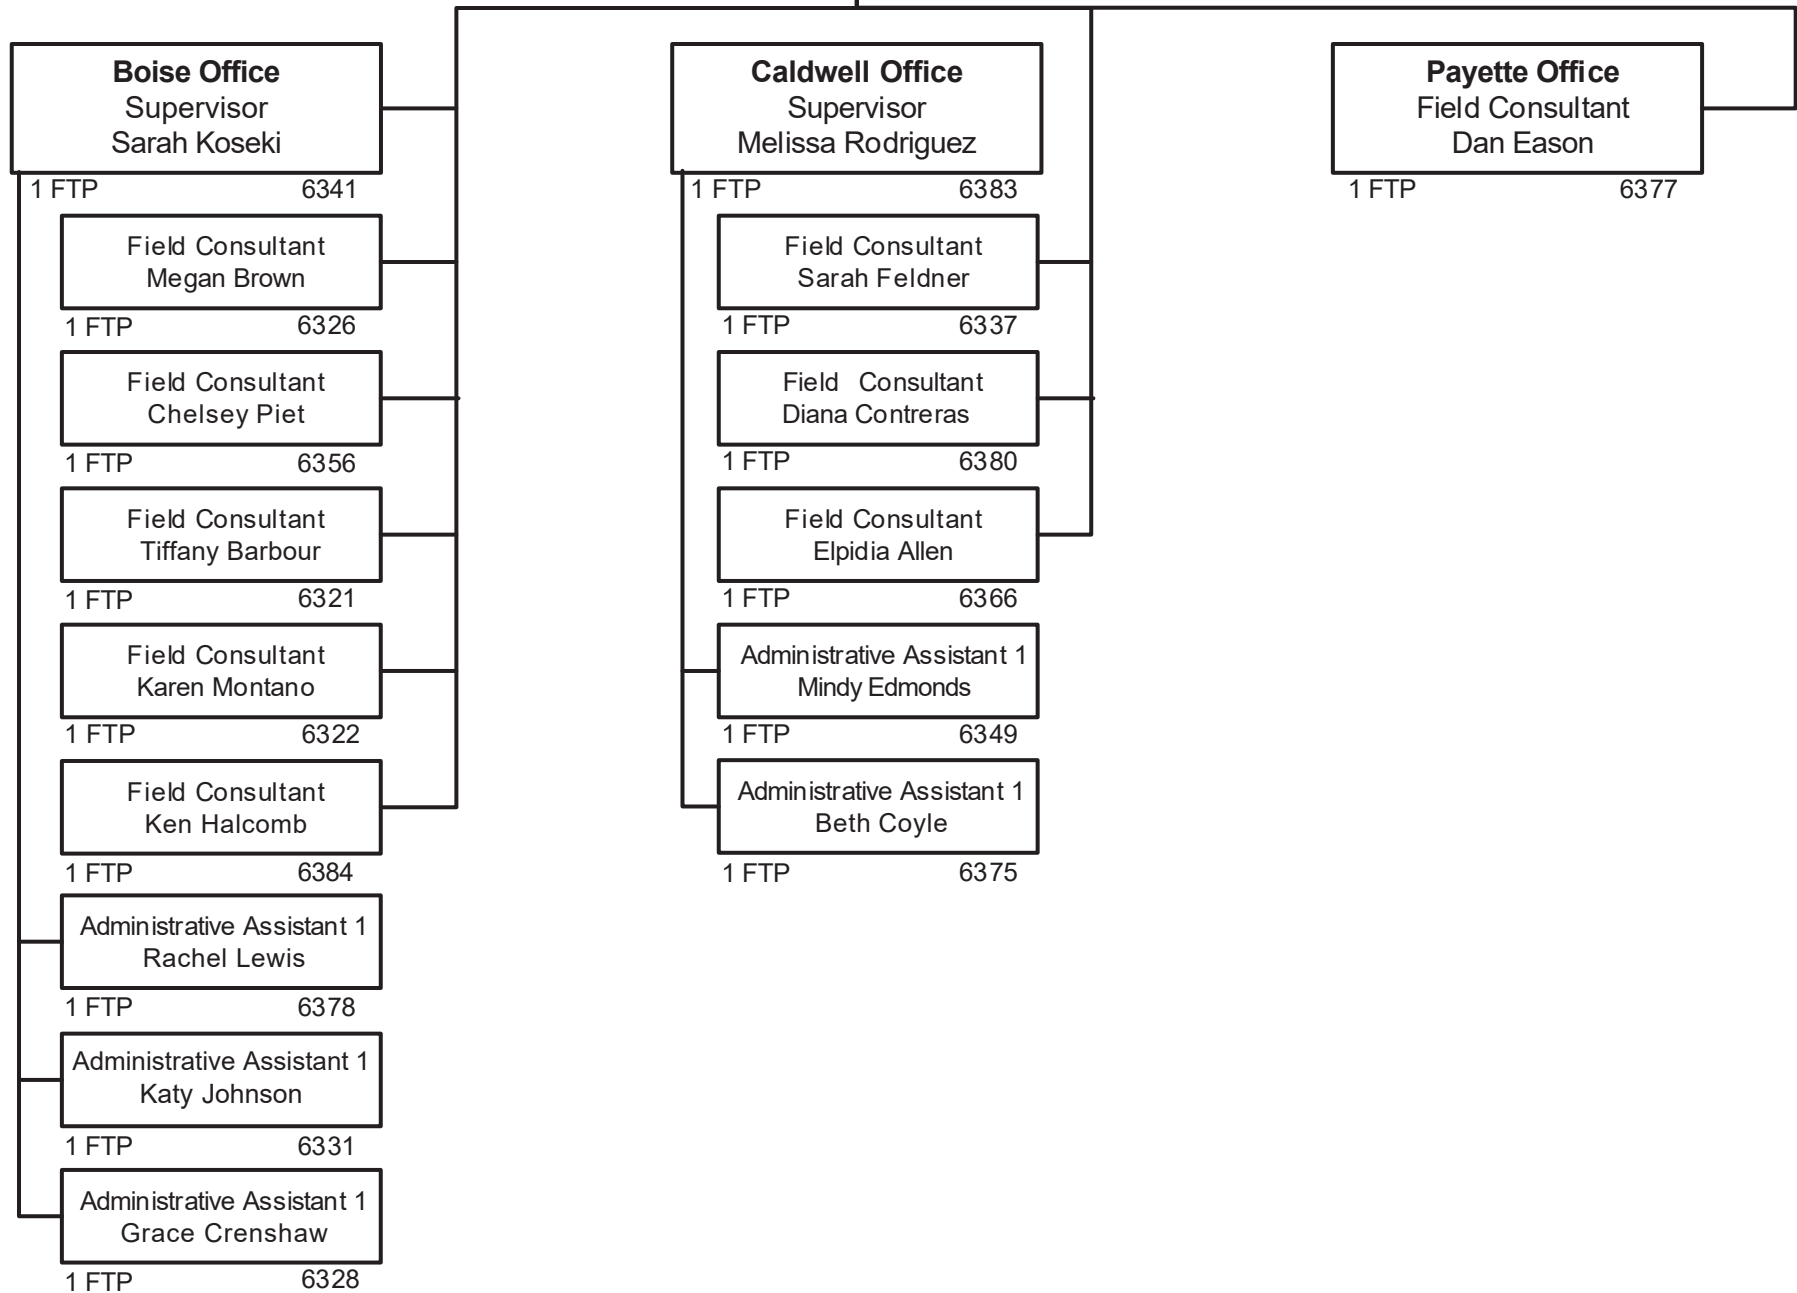 Boise Office
Supervisor
Sarah Koseki
1 FTP 6341
Field Consultant
Megan Brown
1 FTP 6326
Field Consultant
Chelsey Piet
1 FTP 6356
Field Consultant
Tiffany Barbour
1 FTP 6321
Field Consultant
Karen Montano
1 FTP 6322
Field Consultant
Ken Halcomb
1 FTP 6384
Administrative Assistant 1
Rachel Lewis
1 FTP 6378
Administrative Assistant 1
Katy Johnson
1 FTP 6331
Administrative Assistant 1
Grace Crenshaw
1 FTP 6328
Caldwell Office
Supervisor
Melissa Rodriguez
1 FTP 6383
Field Consultant
Sarah Feldner
1 FTP 6337
Field Consultant
Diana Contreras
1 FTP 6380
Field Consultant
Elpidia Allen
1 FTP 6366
Administrative Assistant 1
Mindy Edmonds
1 FTP 6349
Administrative Assistant 1
Beth Coyle
1 FTP 6375
Payette Office
Field Consultant
Dan Eason
1 FTP 6377